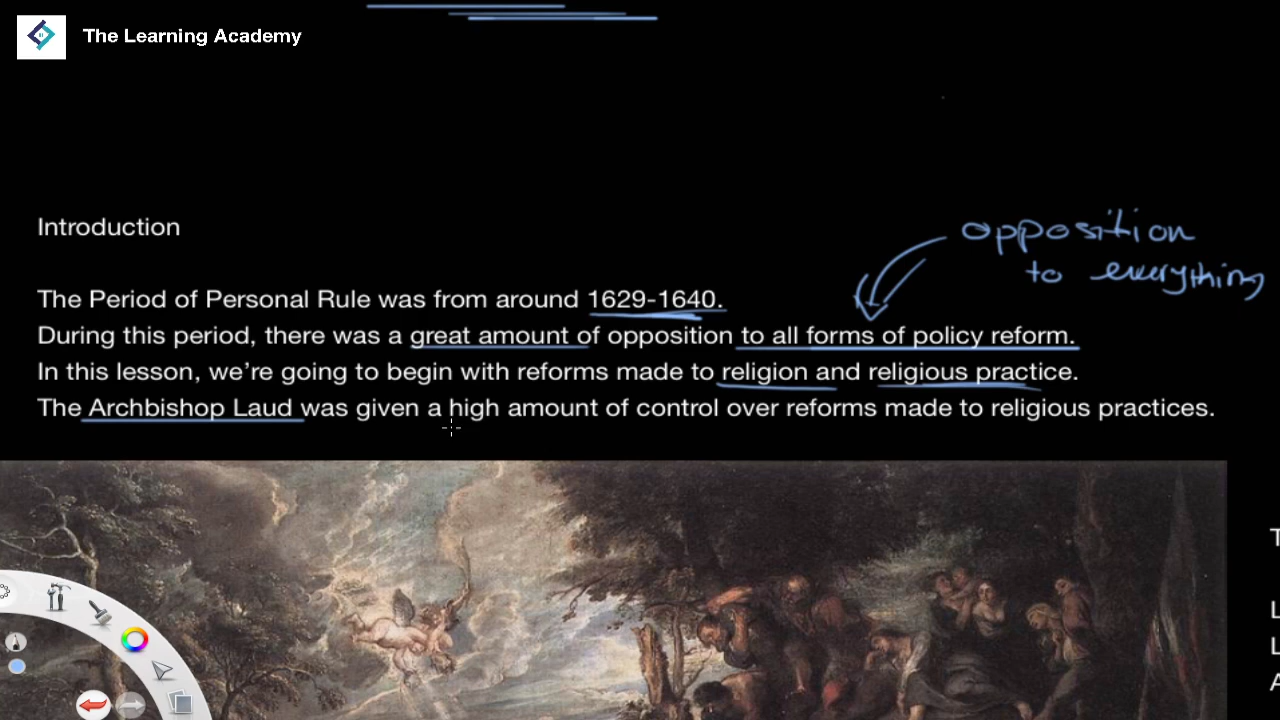 The Learning Academy
Introduction
opposition
to everything
The Period of Personal Rule was from around 1629-1640.
During this period, there was a great amount of opposition to all forms of policy reform.
In this lesson, we’re going to begin with reforms made to religion and religious practice.
The Archbishop Laud was given a high amount of control over reforms made to religious practices.